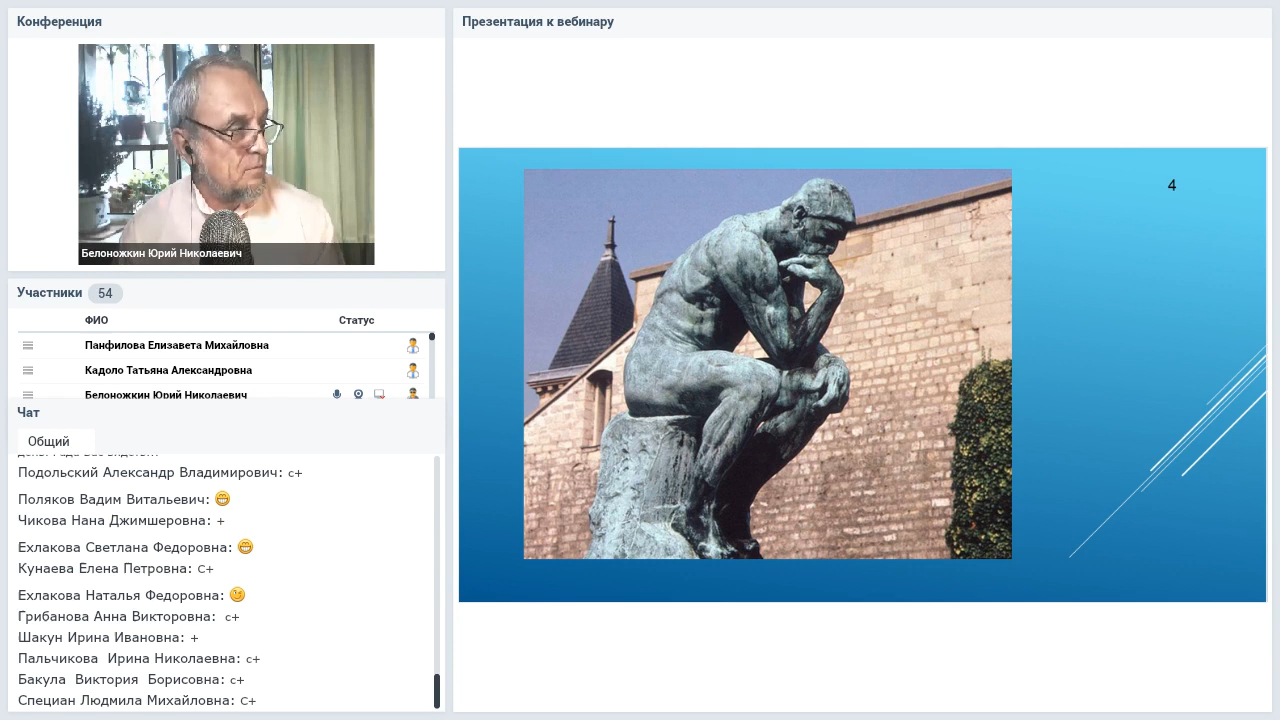 Конференция
Белоножкин Юрий Николаевич
Участники 54
ФИО Статус
Панфилова Елизавета Михайловна
Кадоло Татьяна Александровна
Белоножкин Юрий Николаевич
Чат
Общий
Подольский Александр Владимирович: с+
Поляков Вадим Витальевич:
Чикова Нана Джимшеровна: +
Ехлакова Светлана Федоровна:
Кунаева Елена Петровна: С+
Ехлакова Наталья Федоровна:
Грибанова Анна Викторовна: с+
Шакун Ирина Ивановна: +
Пальчикова Ирина Николаевна: с+
Бакула Виктория Борисовна: с+
Специан Людмила Михайловна: С+
Презентация к вебинару
4